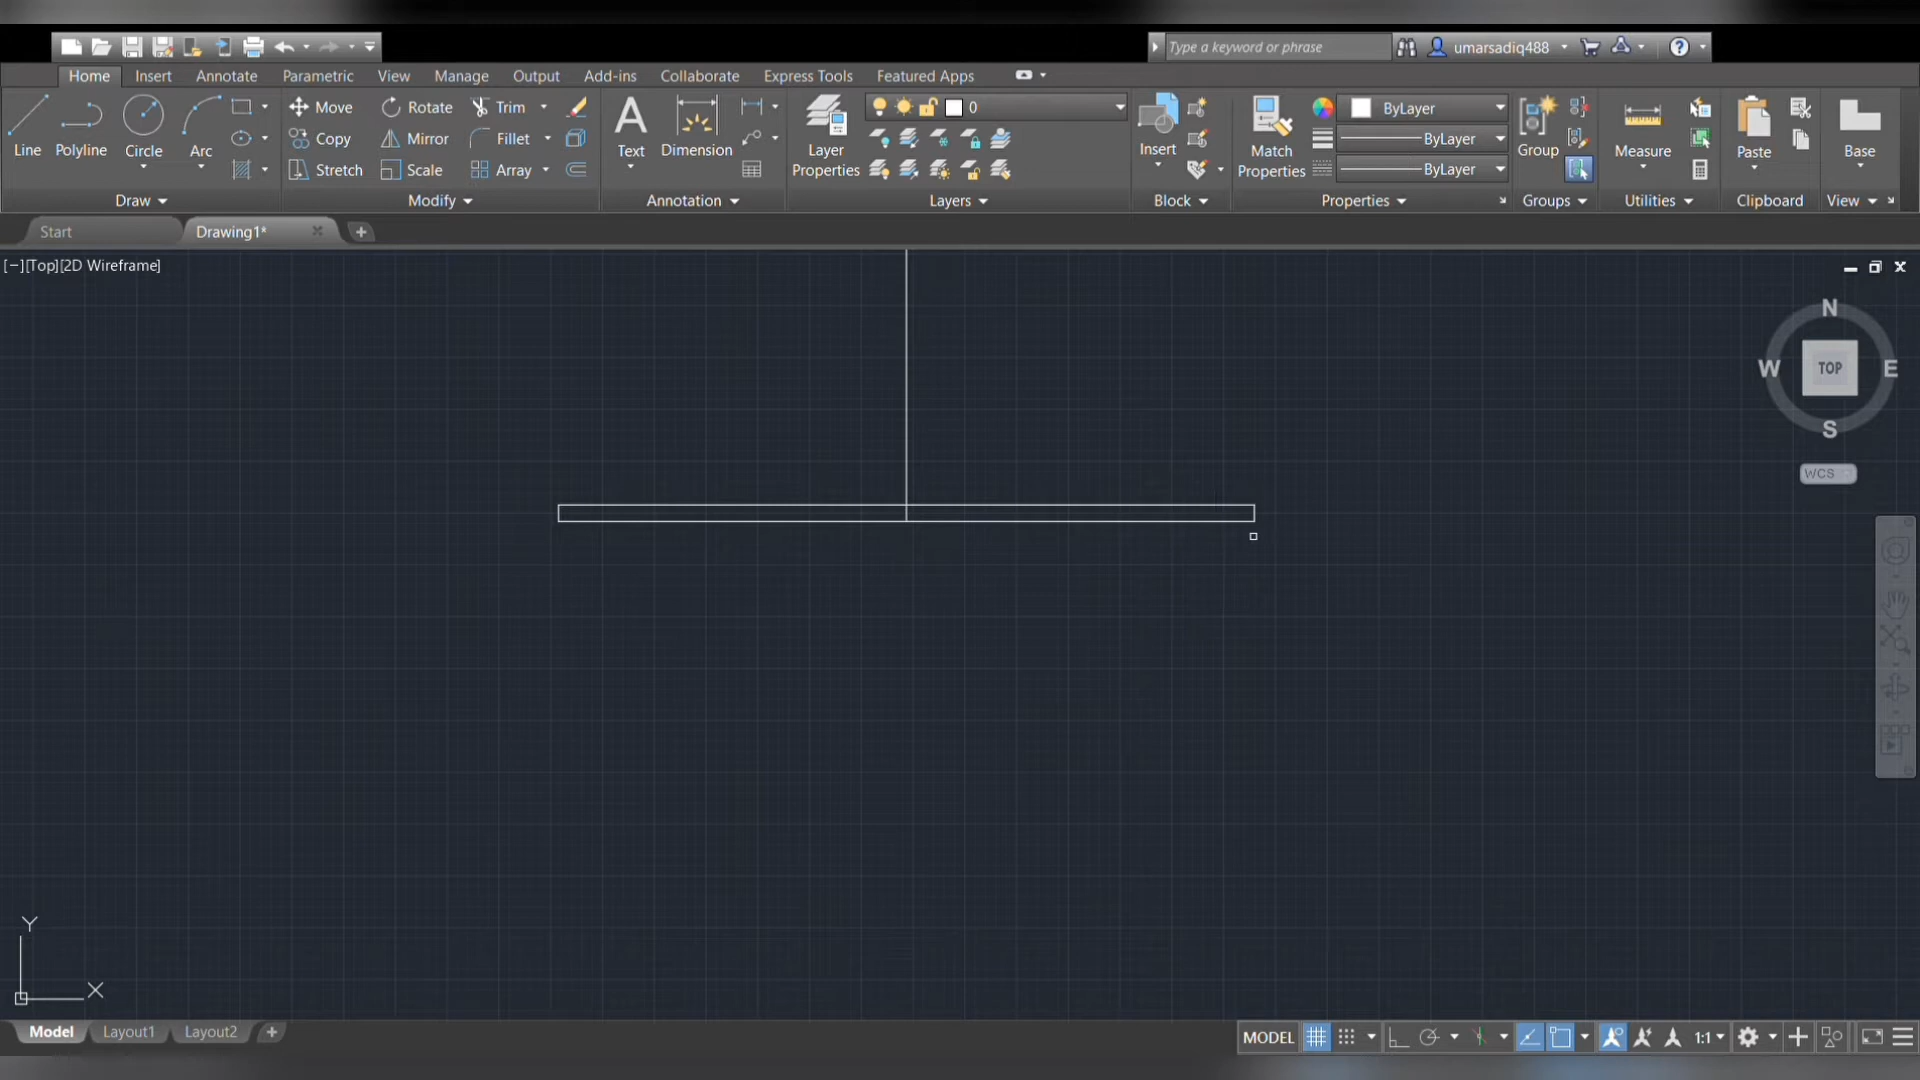 Type a keyword or phrase
umarsadiq488
Home Insert Annotate Parametric View Manage Output Add-ins Collaborate Express Tools Featured Apps
Line Polyline Circle Arc
Move Rotate Trim
Copy Mirror Fillet
Stretch Scale Array
Text Dimension
Layer Properties
0
Insert
Match Properties
ByLayer
ByLayer
ByLayer
Group Measure Paste Base
Draw Modify Annotation Layers Block Properties Groups Utilities Clipboard View
Start Drawing1*
[−][Top][2D Wireframe]
N
W TOP E
S
WCS
Y
X
Model Layout1 Layout2
MODEL 1:1